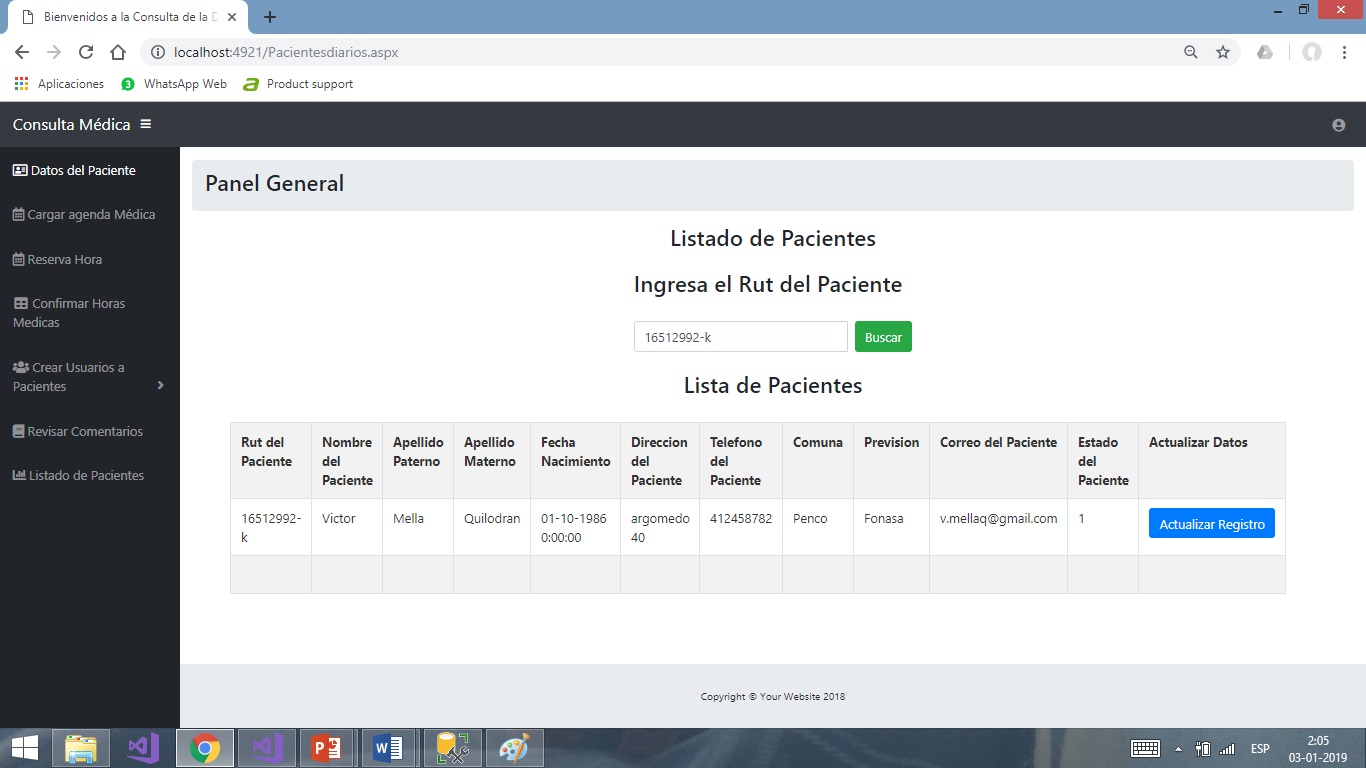 Bienvenidos a la Consulta de la D
localhost:4921/Pacientesdiarios.aspx
Aplicaciones
3
WhatsApp Web
Product support
Consulta Médica
Datos del Paciente
Cargar agenda Médica
Reserva Hora
Confirmar Horas
Medicas
Crear Usuarios a
Pacientes
Revisar Comentarios
Listado de Pacientes
Panel General
Listado de Pacientes
Ingresa el Rut del Paciente
16512992-k
Buscar
Lista de Pacientes
Rut del
Paciente
Nombre
del
Paciente
Apellido
Paterno
Apellido
Materno
Fecha
Nacimiento
Direccion
del
Paciente
Telefono
del
Paciente
Comuna
Prevision
Correo del Paciente
Estado
del
Paciente
Actualizar Datos
16512992-
k
Victor
Mella
Quilodran
01-10-1986
0:00:00
argomedo
40
412458782
Penco
Fonasa
v.mellaq@gmail.com
1
Actualizar Registro
Copyright © Your Website 2018
ESP
2:05
03-01-2019